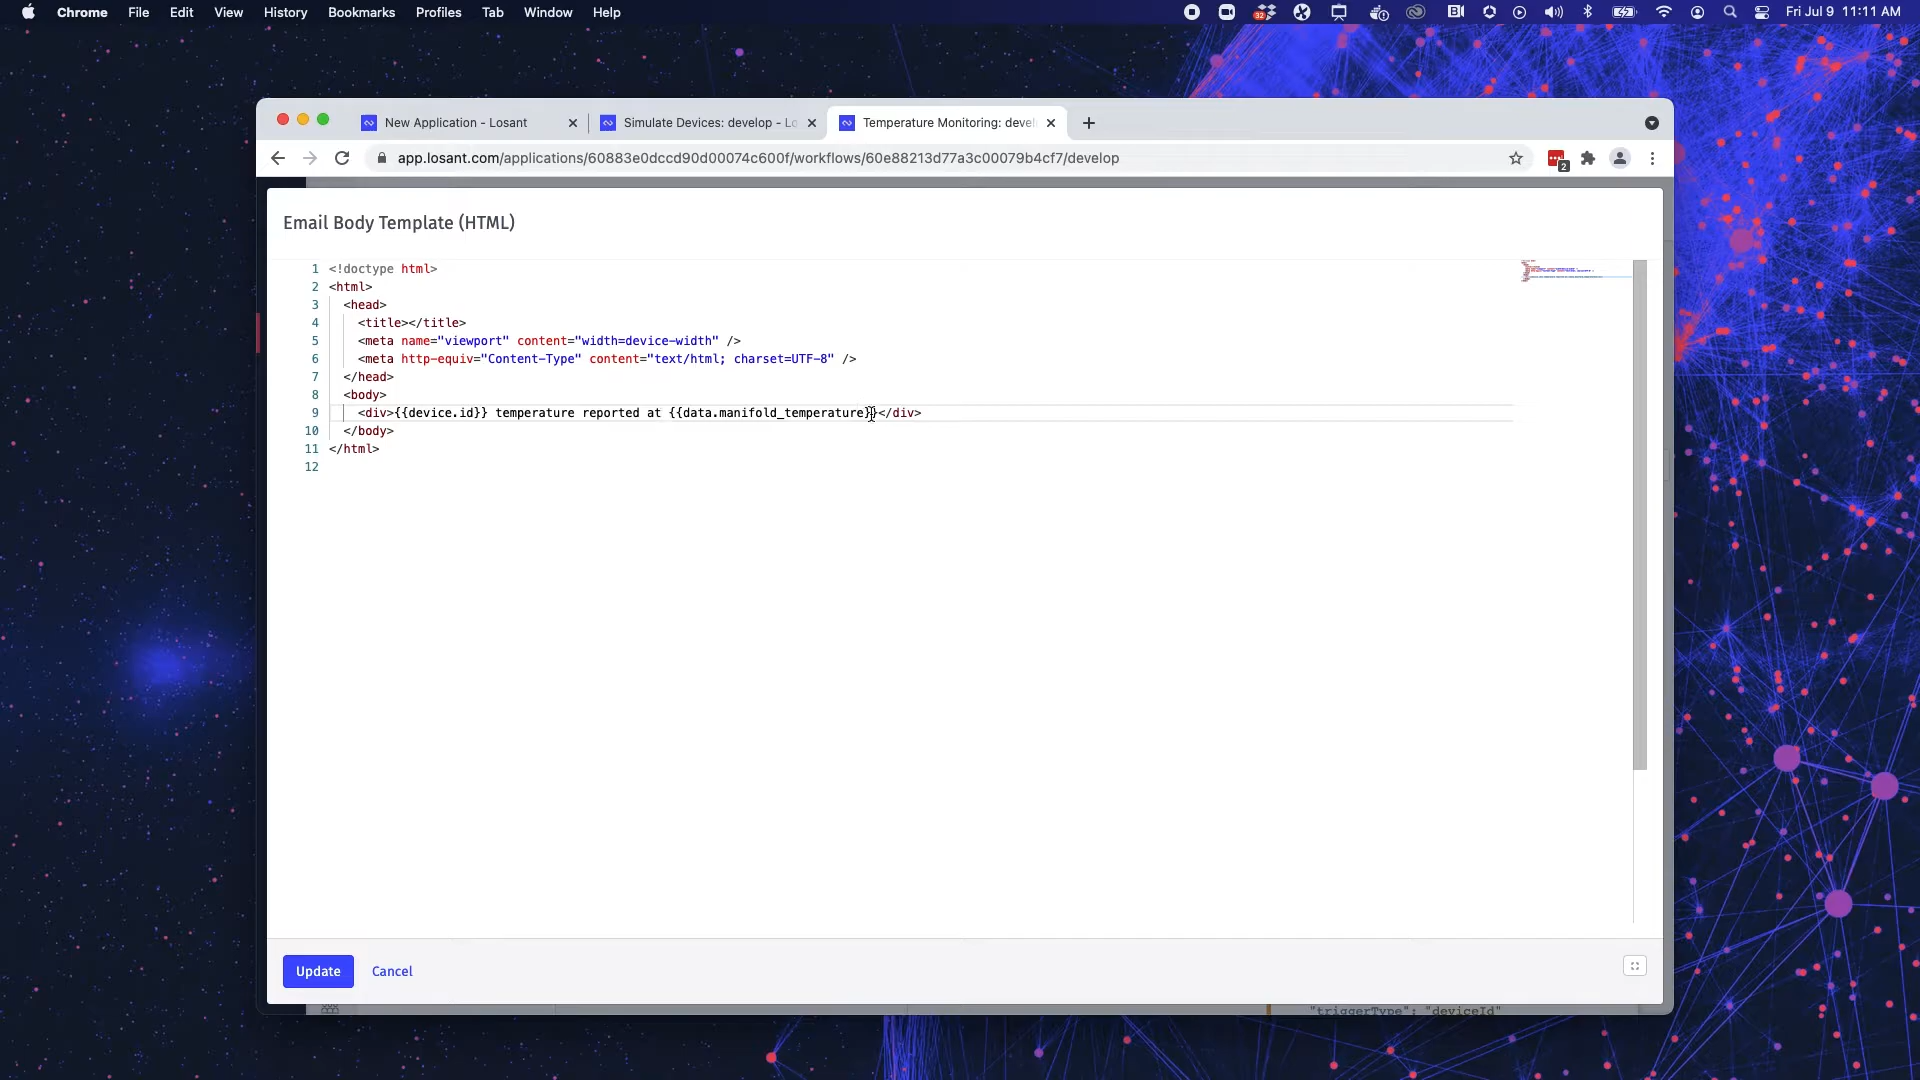 Chrome File Edit View History Bookmarks Profiles Tab Window Help 32 Fri Jul 9 11:11 AM
New Application - Losant Simulate Devices: develop - Lo Temperature Monitoring: devel
app.losant.com/applications/60883e0dccd90d00074c600f/workflows/60e88213d77a3c00079b4cf7/develop 2
Email Body Template (HTML)
1 <!doctype html>
2 <html>
3 <head>
4 <title></title>
5 <meta name="viewport" content="width=device-width" />
6 <meta http-equiv="Content-Type" content="text/html; charset=UTF-8" />
7 </head>
8 <body>
9 <div>{{device.id}} temperature reported at {{data.manifold_temperature}}</div>
10 </body>
11 </html>
12
Update Cancel
"triggerType": "deviceId"